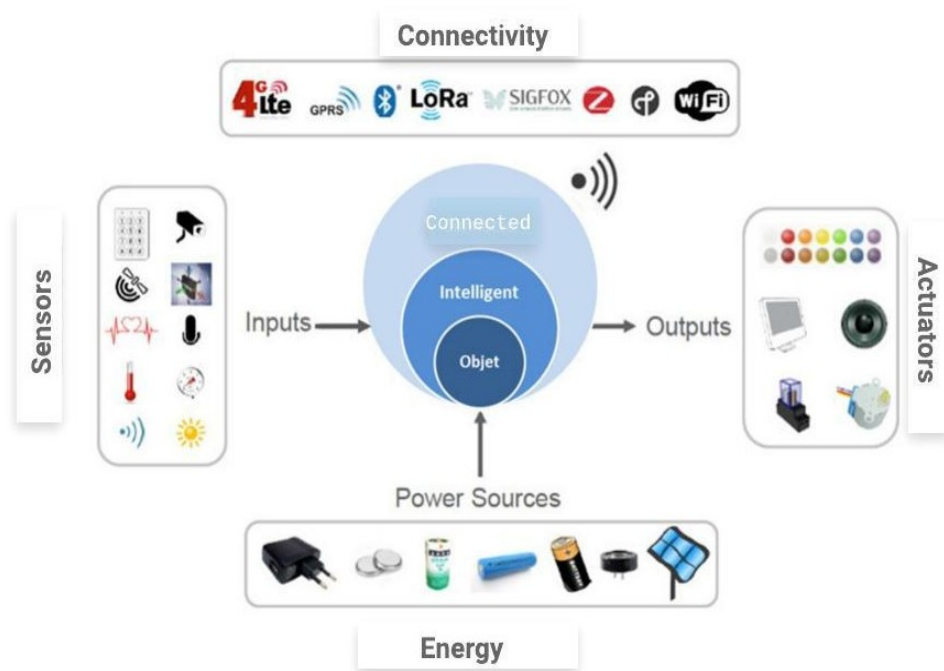 Connectivity
4G Lte GPRS LoRa SIGFOX WiFi
Connected
Sensors
Intelligent
Inputs
Outputs
Actuators
Objet
Power Sources
Energy